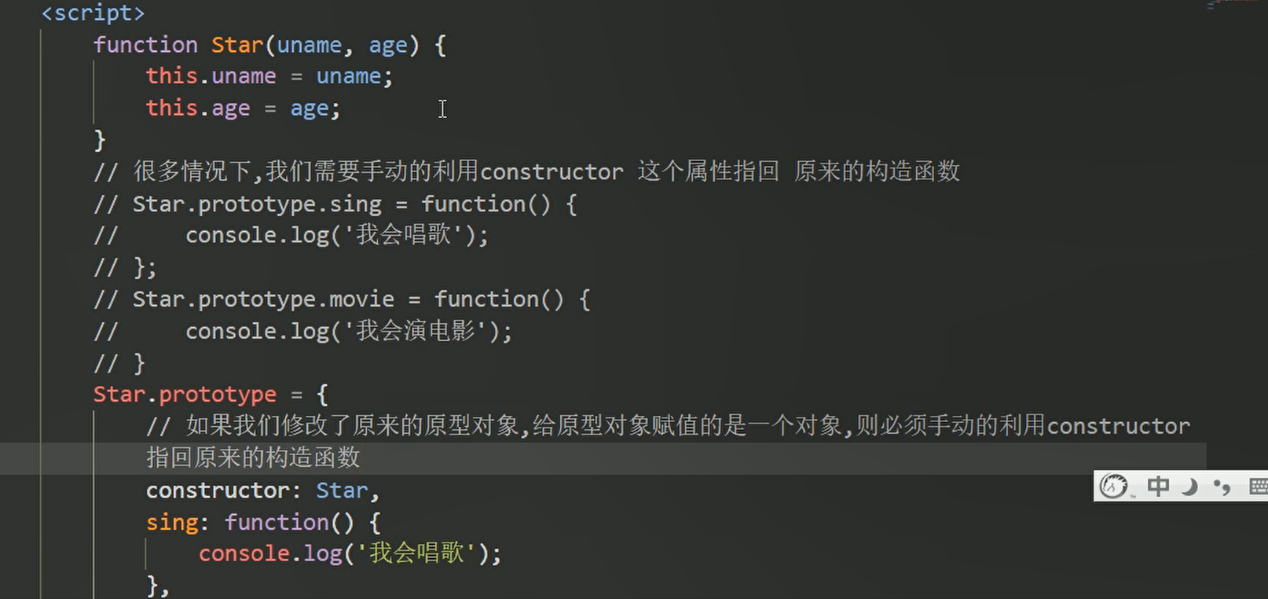 <script>
function Star(uname, age) {
this.uname = uname;
this.age = age;
}
// 很多情况下,我们需要手动的利用constructor 这个属性指回 原来的构造函数
// Star.prototype.sing = function() {
//     console.log('我会唱歌');
// };
// Star.prototype.movie = function() {
//     console.log('我会演电影');
// }
Star.prototype = {
// 如果我们修改了原来的原型对象,给原型对象赋值的是一个对象,则必须手动的利用constructor
指回原来的构造函数
constructor: Star,
sing: function() {
console.log('我会唱歌');
},
中